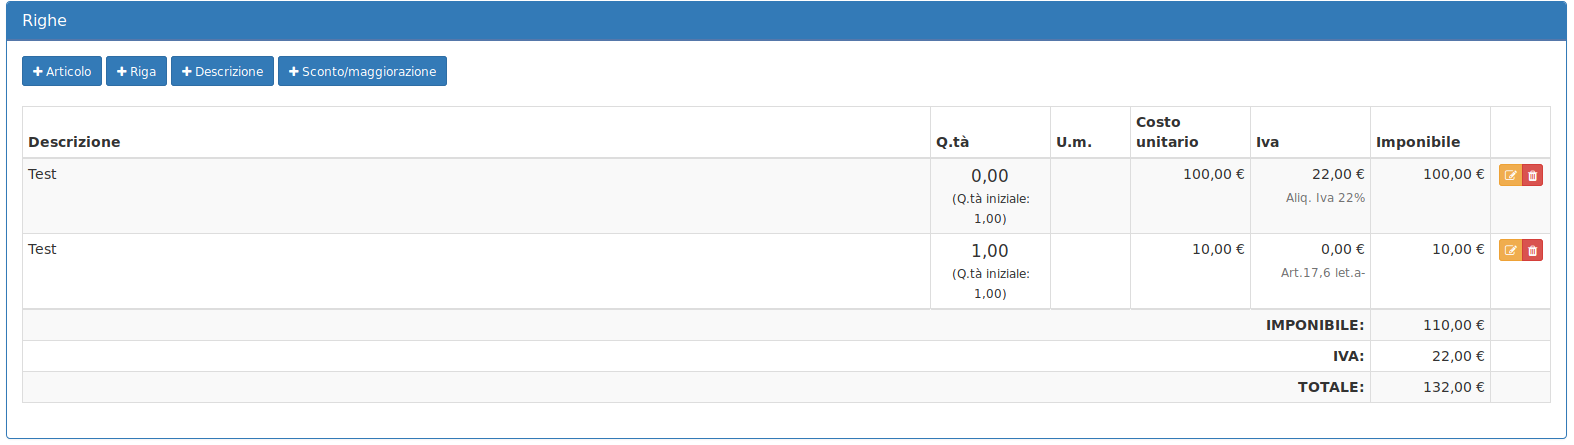 Righe
Articolo Riga Descrizione Sconto/maggiorazione
Descrizione Q.tà U.m. Costo unitario Iva Imponibile
Test 0,00 100,00 € 22,00 € 100,00 €
(Q.tà iniziale: Aliq. Iva 22%
1,00)
Test 1,00 10,00 € 0,00 € 10,00 €
(Q.tà iniziale: Art.17,6 let.a-
1,00)
IMPONIBILE: 110,00 €
IVA: 22,00 €
TOTALE: 132,00 €